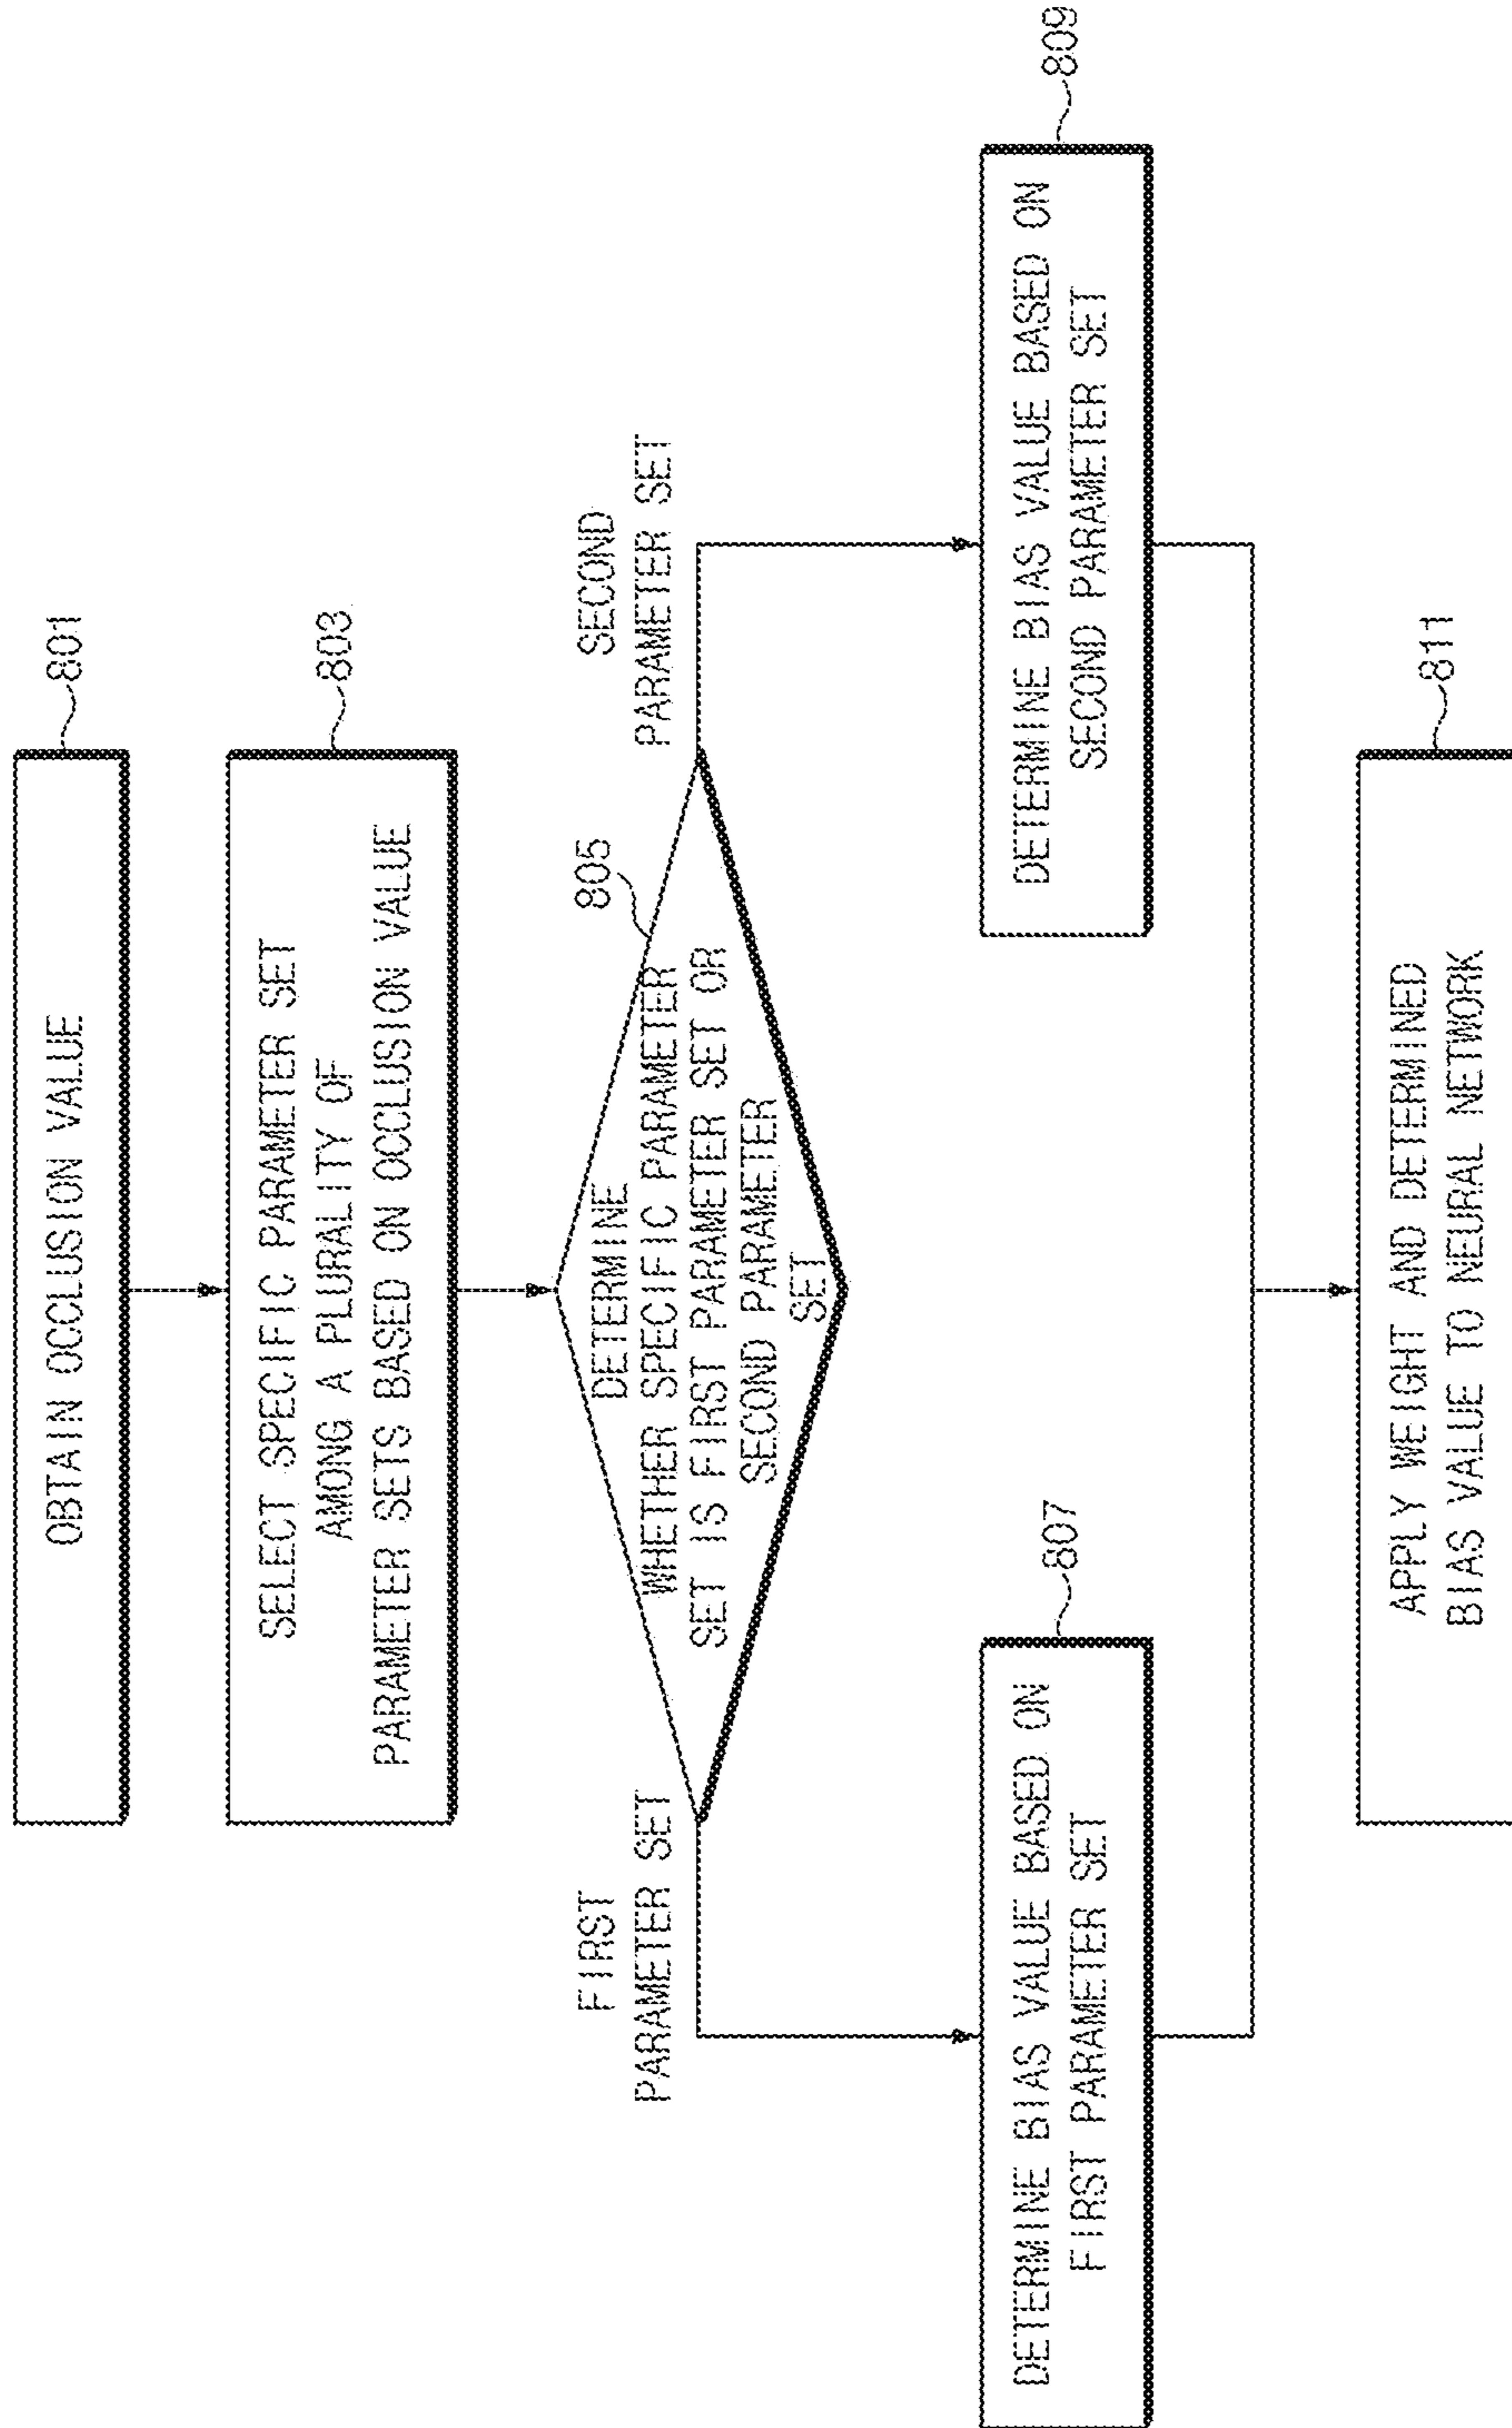 OBTAIN OCCLUSION VALUE
801
SELECT SPECIFIC PARAMETER SET
AMONG A PLURALITY OF
PARAMETER SETS BASED ON OCCLUSION VALUE
803
DETERMINE
WHETHER SPECIFIC PARAMETER
SET IS FIRST PARAMETER SET OR
SECOND PARAMETER
SET
805
FIRST
PARAMETER SET
SECOND
PARAMETER SET
DETERMINE BIAS VALUE BASED ON
FIRST PARAMETER SET
807
DETERMINE BIAS VALUE BASED ON
SECOND PARAMETER SET
809
APPLY WEIGHT AND DETERMINED
BIAS VALUE TO NEURAL NETWORK
811